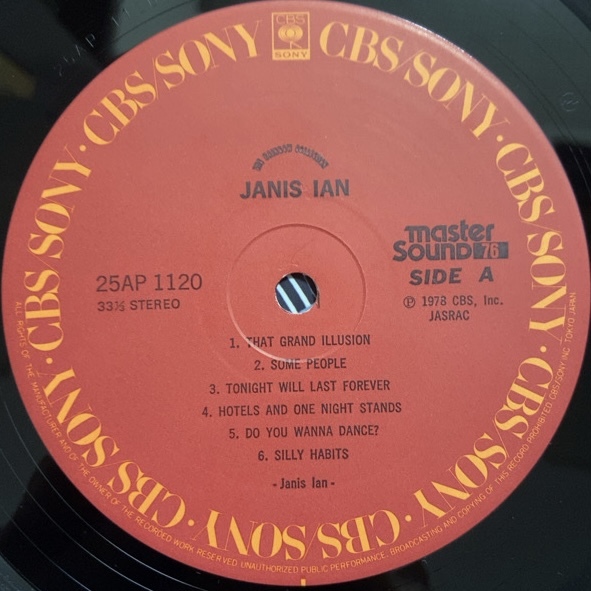 CBS
SONY
CBS/SONY · CBS/SONY · CBS/SONY · CBS/SONY · CBS/SONY · CBS/SONY · CBS/SONY · CBS/SONY
JANIS IAN
master
Sound 76
25AP 1120
SIDE A
33⅓ STEREO
Ⓟ 1978 CBS, Inc.
JASRAC
1. THAT GRAND ILLUSION
2. SOME PEOPLE
3. TONIGHT WILL LAST FOREVER
4. HOTELS AND ONE NIGHT STANDS
5. DO YOU WANNA DANCE?
6. SILLY HABITS
- Janis Ian -
ALL RIGHTS OF THE MANUFACTURER AND OF THE OWNER OF THE RECORDED WORK RESERVED. UNAUTHORIZED PUBLIC PERFORMANCE, BROADCASTING AND COPYING OF THIS RECORD PROHIBITED. CBS/SONY INC. TOKYO JAPAN